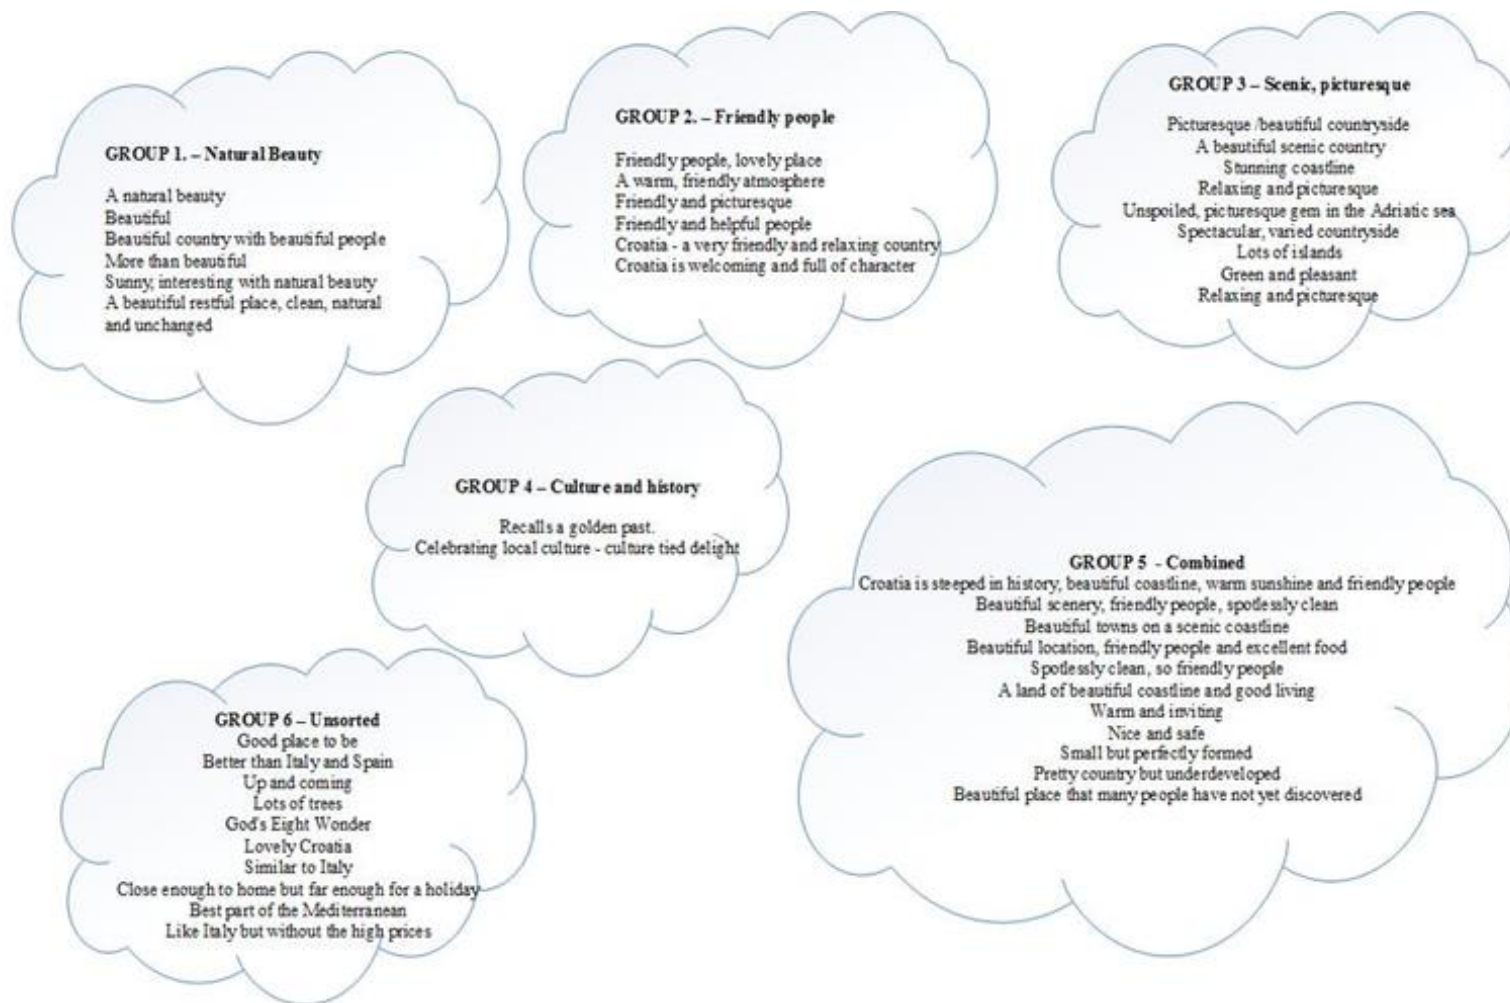 GROUP 1. – Natural Beauty
A natural beauty
Beautiful
Beautiful country with beautiful people
More than beautiful
Sunny, interesting with natural beauty
A beautiful restful place, clean, natural
and unchanged
GROUP 2. – Friendly people
Friendly people, lovely place
A warm, friendly atmosphere
Friendly and picturesque
Friendly and helpful people
Croatia - a very friendly and relaxing country
Croatia is welcoming and full of character
GROUP 3 – Scenic, picturesque
Picturesque /beautiful countryside
A beautiful scenic country
Stunning coastline
Relaxing and picturesque
Unspoiled, picturesque gem in the Adriatic sea
Spectacular, varied countryside
Lots of islands
Green and pleasant
Relaxing and picturesque
GROUP 4 – Culture and history
Recalls a golden past.
Celebrating local culture - culture tied delight
GROUP 5 - Combined
Croatia is steeped in history, beautiful coastline, warm sunshine and friendly people
Beautiful scenery, friendly people, spotlessly clean
Beautiful towns on a scenic coastline
Beautiful location, friendly people and excellent food
Spotlessly clean, so friendly people
A land of beautiful coastline and good living
Warm and inviting
Nice and safe
Small but perfectly formed
Pretty country but underdeveloped
Beautiful place that many people have not yet discovered
GROUP 6 – Unsorted
Good place to be
Better than Italy and Spain
Up and coming
Lots of trees
God's Eight Wonder
Lovely Croatia
Similar to Italy
Close enough to home but far enough for a holiday
Best part of the Mediterranean
Like Italy but without the high prices